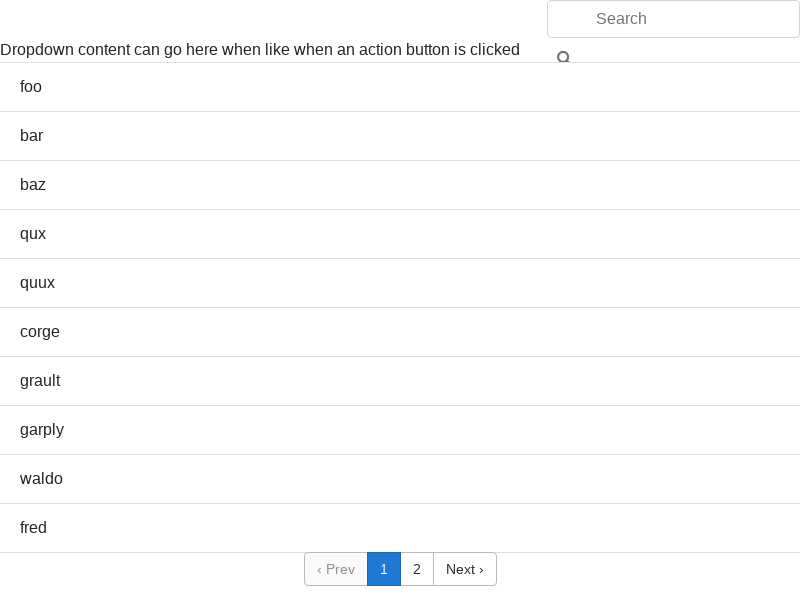 Search
Dropdown content can go here when like when an action button is clicked
foo
bar
baz
qux
quux
corge
grault
garply
waldo
fred
‹ Prev 1 2 Next ›